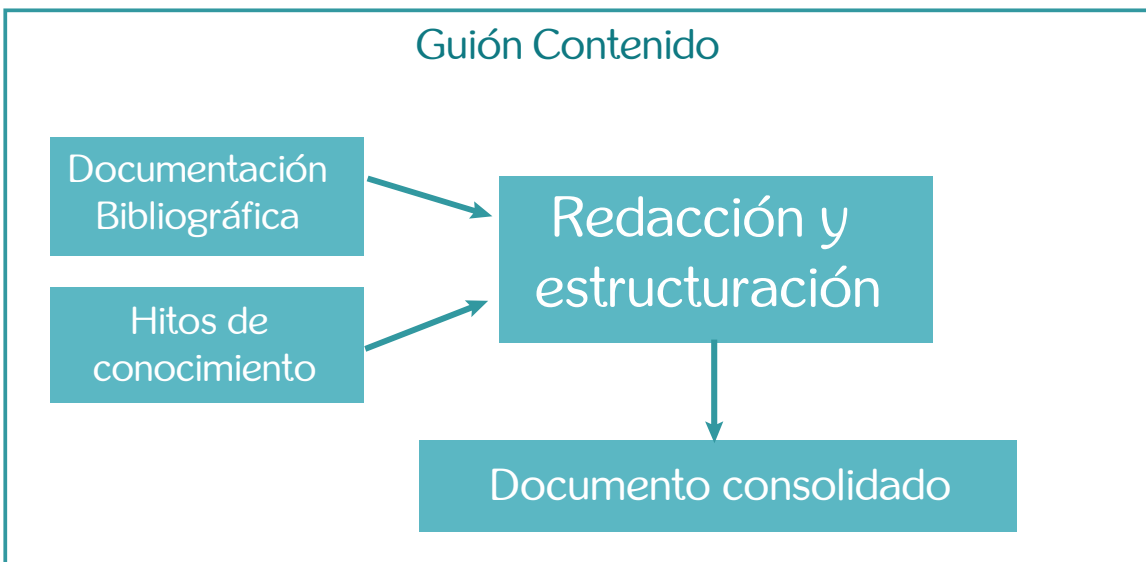 Guión Contenido
Documentación
Bibliográfica
Hitos de
conocimiento
Redacción y
estructuración
Documento consolidado